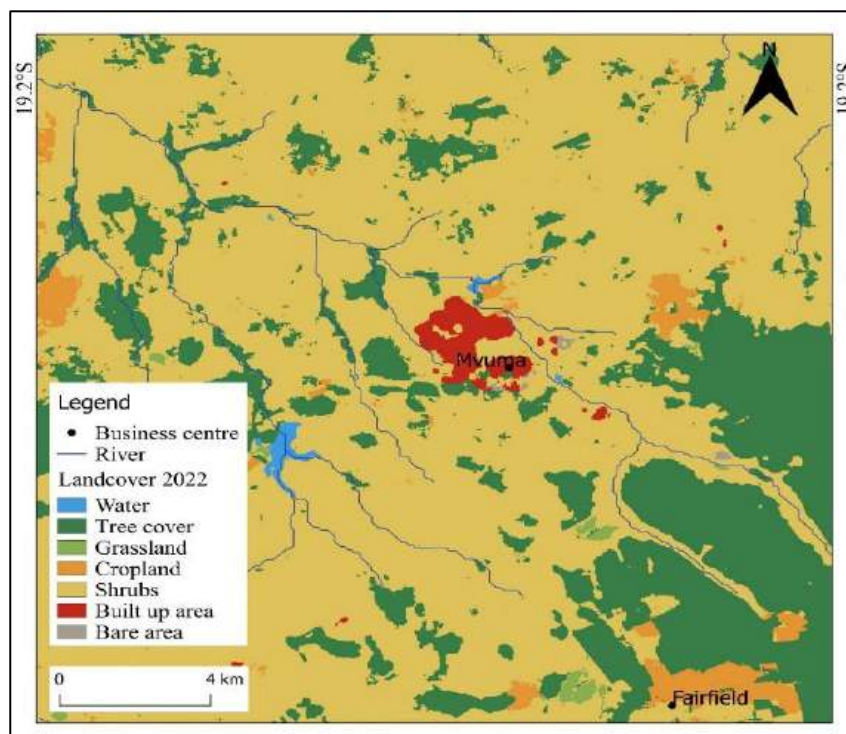 N
19.2°S
19.2°S
Mvuma
Legend
Business centre
River
Landcover 2022
Water
Tree cover
Grassland
Cropland
Shrubs
Built up area
Bare area
0 4 km
Fairfield